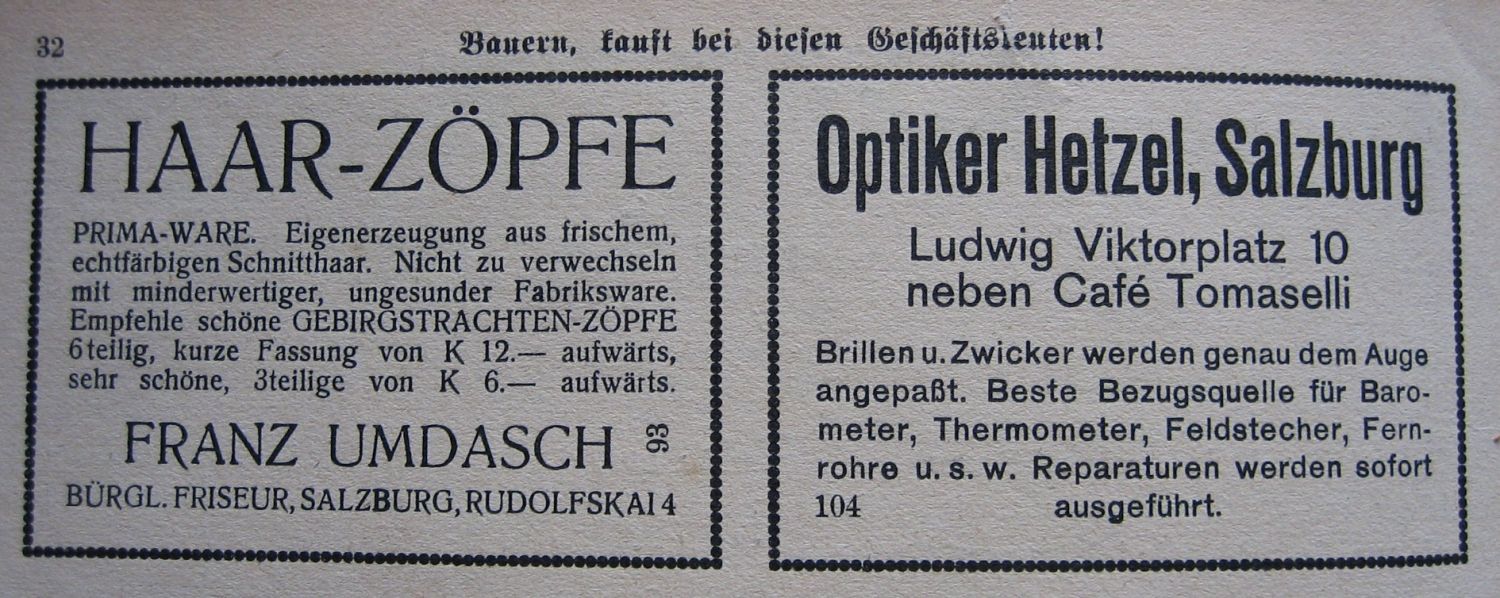 32
Bauern, kauft bei diesen Geschäftsleuten!
HAAR-ZÖPFE
PRIMA-WARE. Eigenerzeugung aus frischem,
echtfärbigen Schnitthaar. Nicht zu verwechseln
mit minderwertiger, ungesunder Fabriksware.
Empfehle schöne GEBIRGSTRACHTEN-ZÖPFE
6teilig, kurze Fassung von K 12.— aufwärts,
sehr schöne, 3teilige von K 6.— aufwärts.
FRANZ UMDASCH 93
BÜRGL. FRISEUR, SALZBURG, RUDOLFSKAI 4
Optiker Hetzel, Salzburg
Ludwig Viktorplatz 10
neben Café Tomaselli
Brillen u. Zwicker werden genau dem Auge
angepaßt. Beste Bezugsquelle für Baro-
meter, Thermometer, Feldstecher, Fern-
rohre u. s. w. Reparaturen werden sofort
104 ausgeführt.